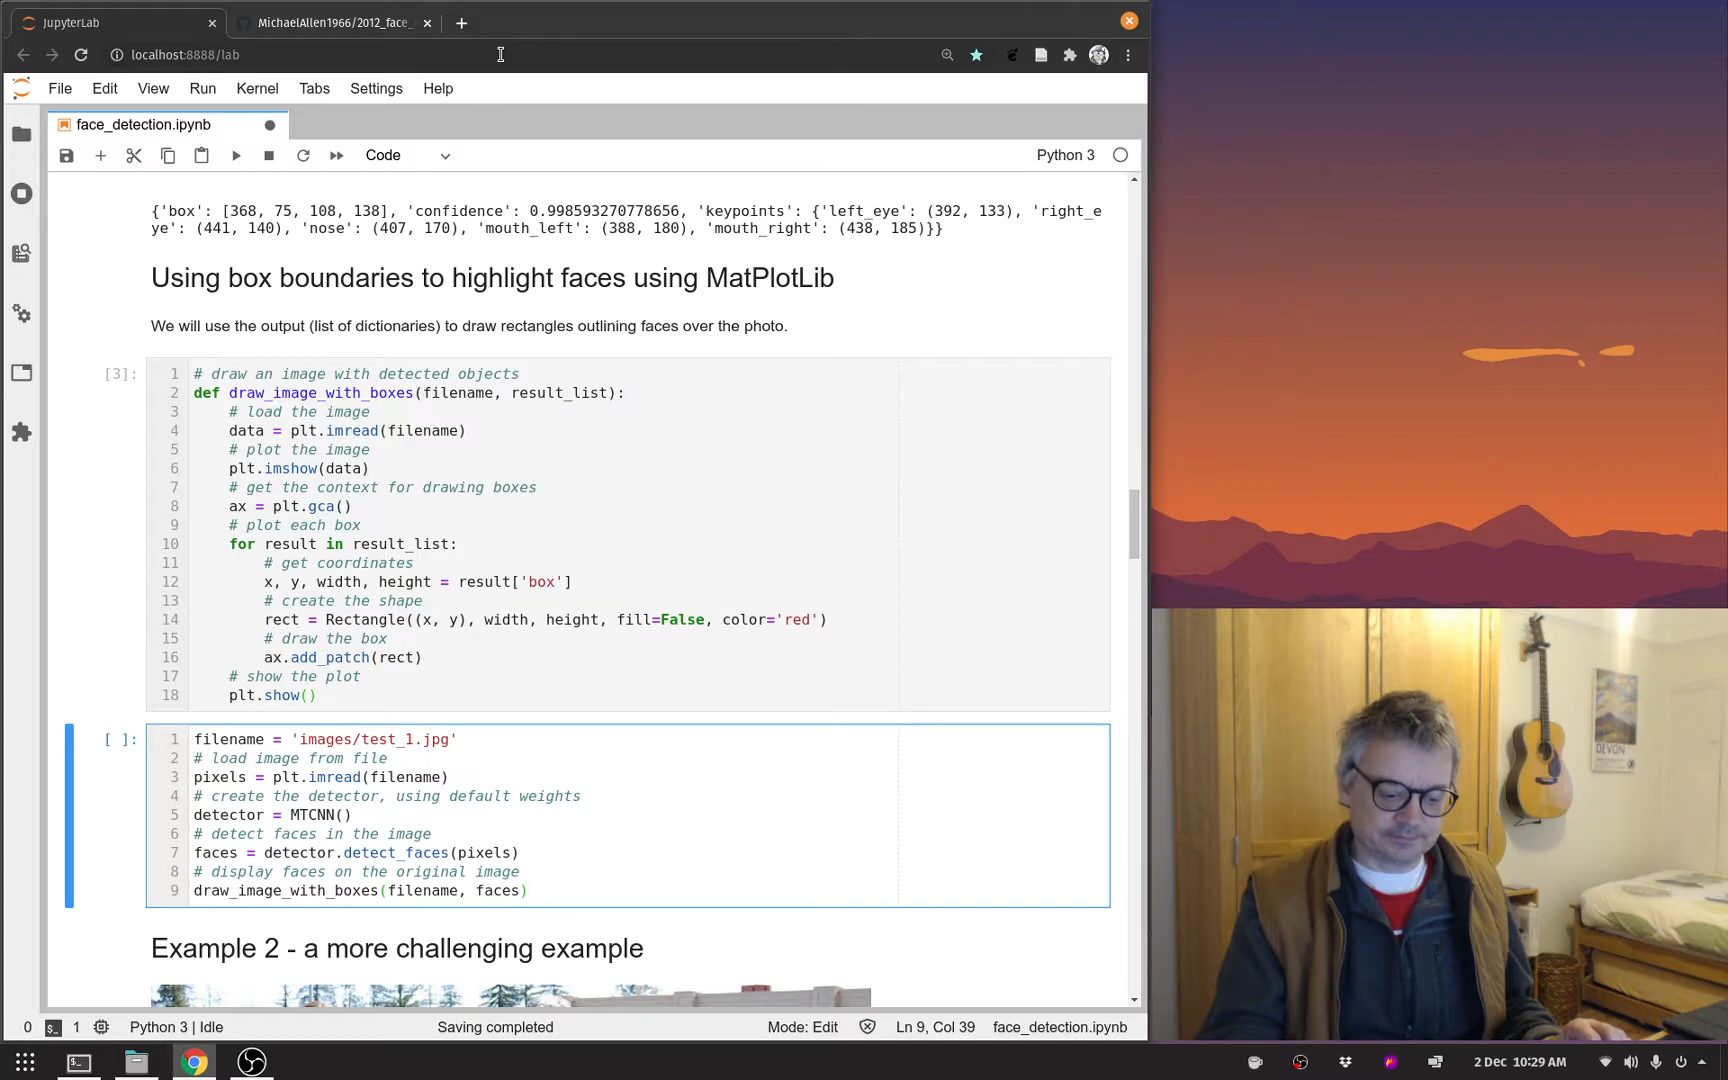 JupyterLab
MichaelAllen1966/2012_face_
localhost:8888/lab
File Edit View Run Kernel Tabs Settings Help
face_detection.ipynb
Code
Python 3
{'box': [368, 75, 108, 138], 'confidence': 0.998593270778656, 'keypoints': {'left_eye': (392, 133), 'right_e
ye': (441, 140), 'nose': (407, 170), 'mouth_left': (388, 180), 'mouth_right': (438, 185)}}
Using box boundaries to highlight faces using MatPlotLib
We will use the output (list of dictionaries) to draw rectangles outlining faces over the photo.
[3]:
1 # draw an image with detected objects
2 def draw_image_with_boxes(filename, result_list):
3 # load the image
4 data = plt.imread(filename)
5 # plot the image
6 plt.imshow(data)
7 # get the context for drawing boxes
8 ax = plt.gca()
9 # plot each box
10 for result in result_list:
11 # get coordinates
12 x, y, width, height = result['box']
13 # create the shape
14 rect = Rectangle((x, y), width, height, fill=False, color='red')
15 # draw the box
16 ax.add_patch(rect)
17 # show the plot
18 plt.show()
[ ]:
1 filename = 'images/test_1.jpg'
2 # load image from file
3 pixels = plt.imread(filename)
4 # create the detector, using default weights
5 detector = MTCNN()
6 # detect faces in the image
7 faces = detector.detect_faces(pixels)
8 # display faces on the original image
9 draw_image_with_boxes(filename, faces)
Example 2 - a more challenging example
0 1 Python 3 | Idle Saving completed Mode: Edit Ln 9, Col 39 face_detection.ipynb
2 Dec 10:29 AM
DEVON